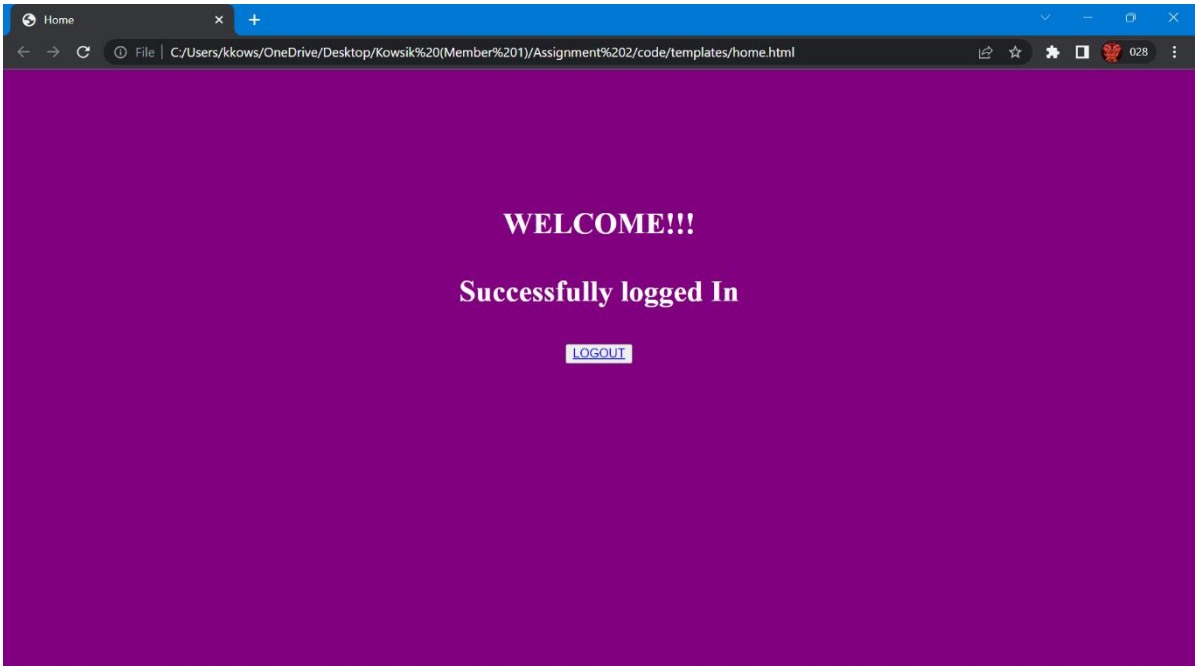 Home
File C:/Users/kkows/OneDrive/Desktop/Kowsik%20(Member%201)/Assignment%202/code/templates/home.html 028
WELCOME!!!
Successfully logged In
LOGOUT